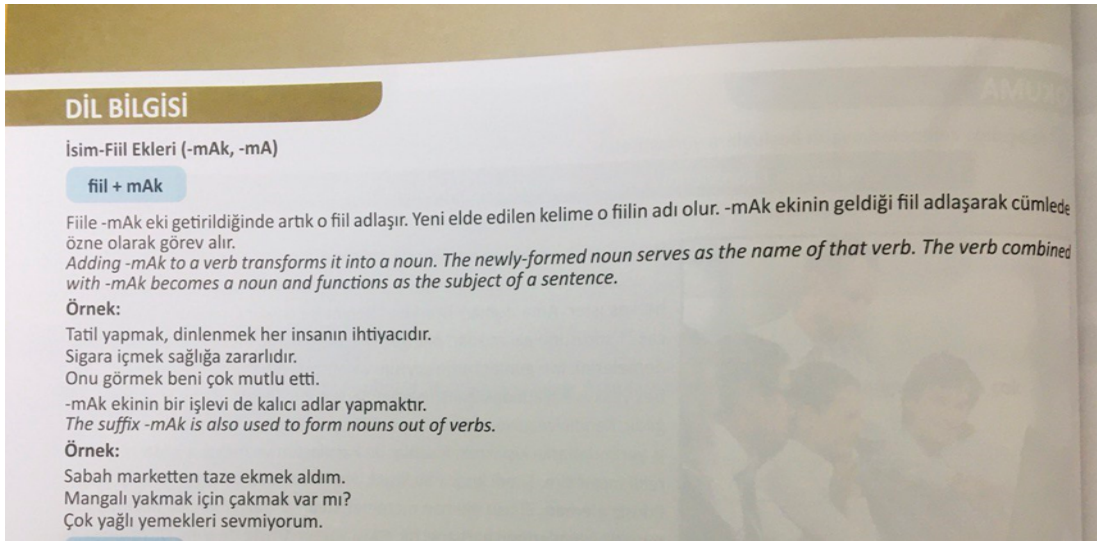 DİL BİLGİSİ
İsim-Fiil Ekleri (-mAk, -mA)
fiil + mAk
Fiile -mAk eki getirildiğinde artık o fiil adlaşır. Yeni elde edilen kelime o fiilin adı olur. -mAk ekinin geldiği fiil adlaşarak cümlede
özne olarak görev alır.
Adding -mAk to a verb transforms it into a noun. The newly-formed noun serves as the name of that verb. The verb combined
with -mAk becomes a noun and functions as the subject of a sentence.
Örnek:
Tatil yapmak, dinlenmek her insanın ihtiyacıdır.
Sigara içmek sağlığa zararlıdır.
Onu görmek beni çok mutlu etti.
-mAk ekinin bir işlevi de kalıcı adlar yapmaktır.
The suffix -mAk is also used to form nouns out of verbs.
Örnek:
Sabah marketten taze ekmek aldım.
Mangalı yakmak için çakmak var mı?
Çok yağlı yemekleri sevmiyorum.